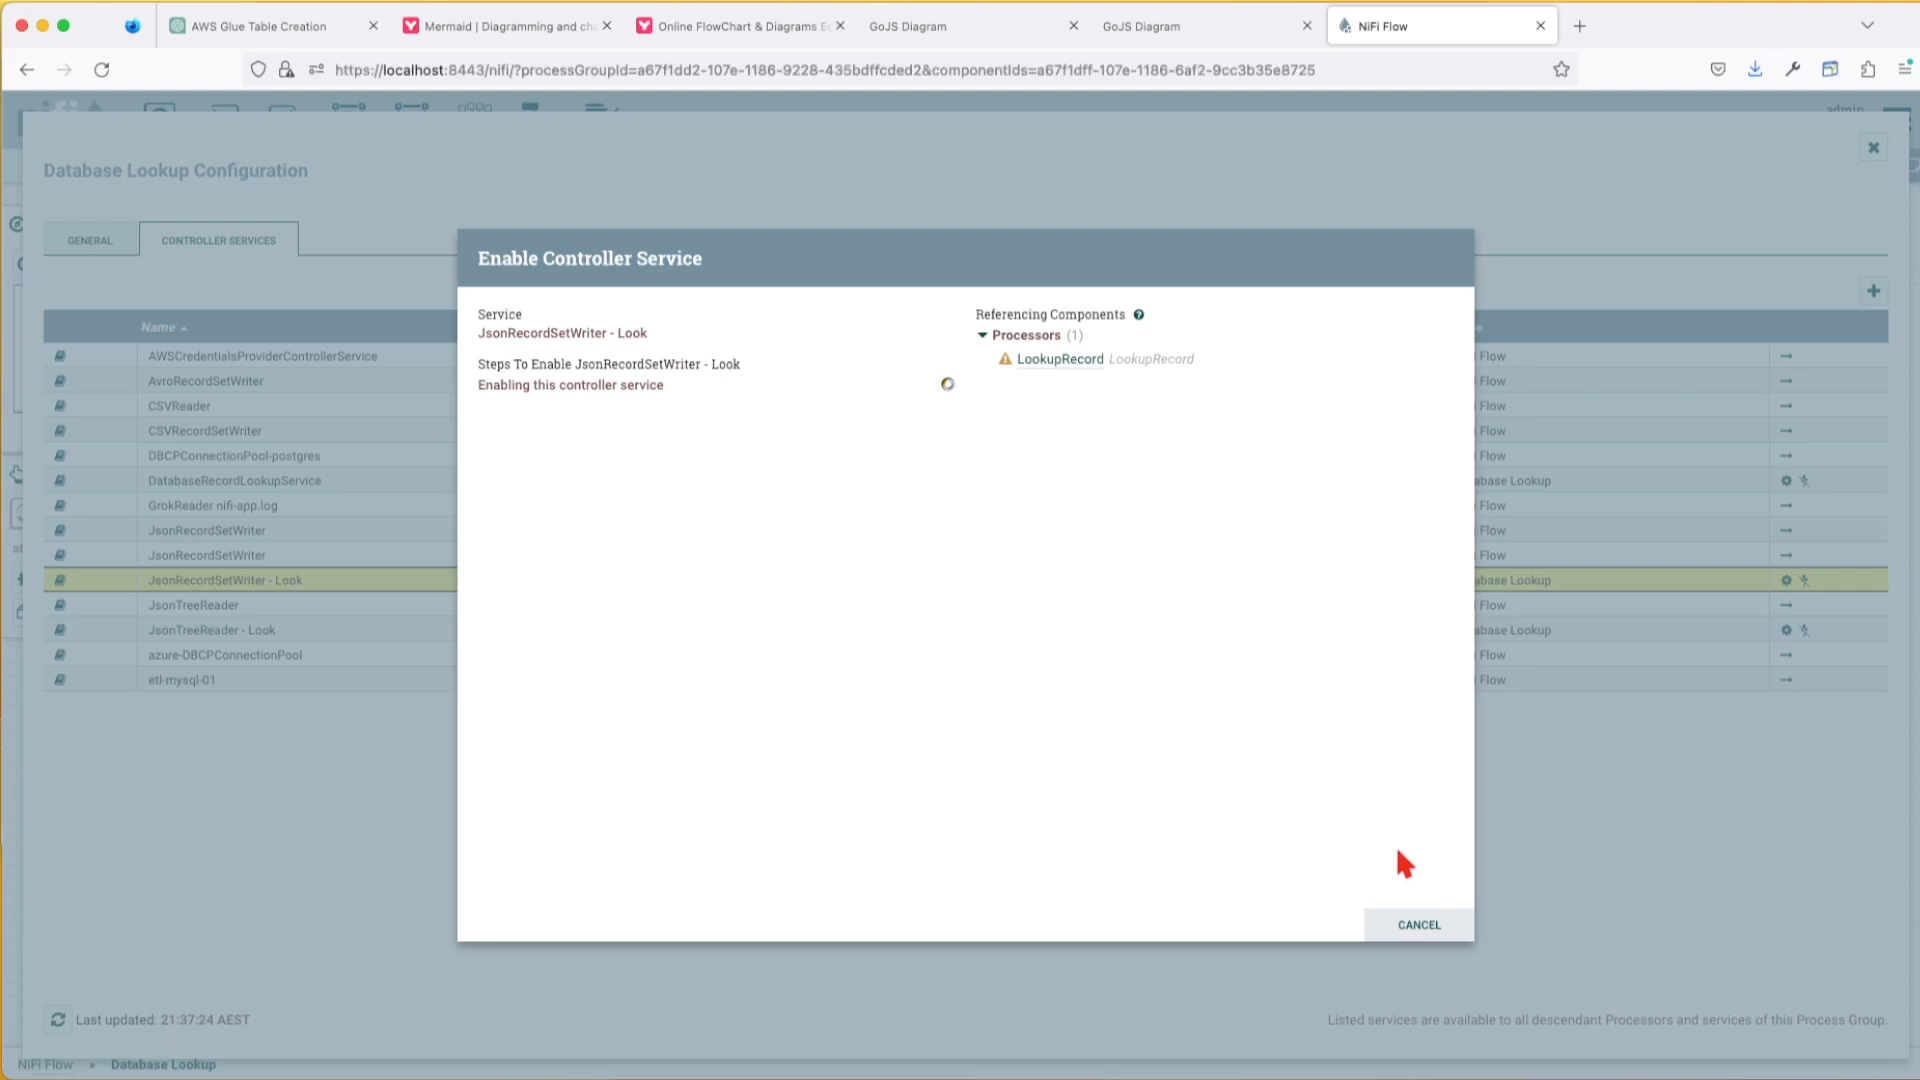 AWS Glue Table Creation
Mermaid | Diagramming and ch
Online FlowChart & Diagrams E
GoJS Diagram
GoJS Diagram
NiFi Flow
https://localhost:8443/nifi/?processGroupId=a67f1dd2-107e-1186-9228-435bdffcded2&componentIds=a67f1dff-107e-1186-6af2-9cc3b35e8725
admin
Database Lookup Configuration
GENERAL
CONTROLLER SERVICES
Enable Controller Service
Service
JsonRecordSetWriter - Look
Steps To Enable JsonRecordSetWriter - Look
Enabling this controller service
Referencing Components
Processors (1)
LookupRecord LookupRecord
CANCEL
Name
AWSCredentialsProviderControllerService
Flow
AvroRecordSetWriter
Flow
CSVReader
Flow
CSVRecordSetWriter
Flow
DBCPConnectionPool-postgres
Flow
DatabaseRecordLookupService
abase Lookup
GrokReader nifi-app.log
Flow
JsonRecordSetWriter
Flow
JsonRecordSetWriter
Flow
JsonRecordSetWriter - Look
abase Lookup
JsonTreeReader
Flow
JsonTreeReader - Look
abase Lookup
azure-DBCPConnectionPool
Flow
etl-mysql-01
Flow
Last updated: 21:37:24 AEST
Listed services are available to all descendant Processors and services of this Process Group.
NiFi Flow » Database Lookup